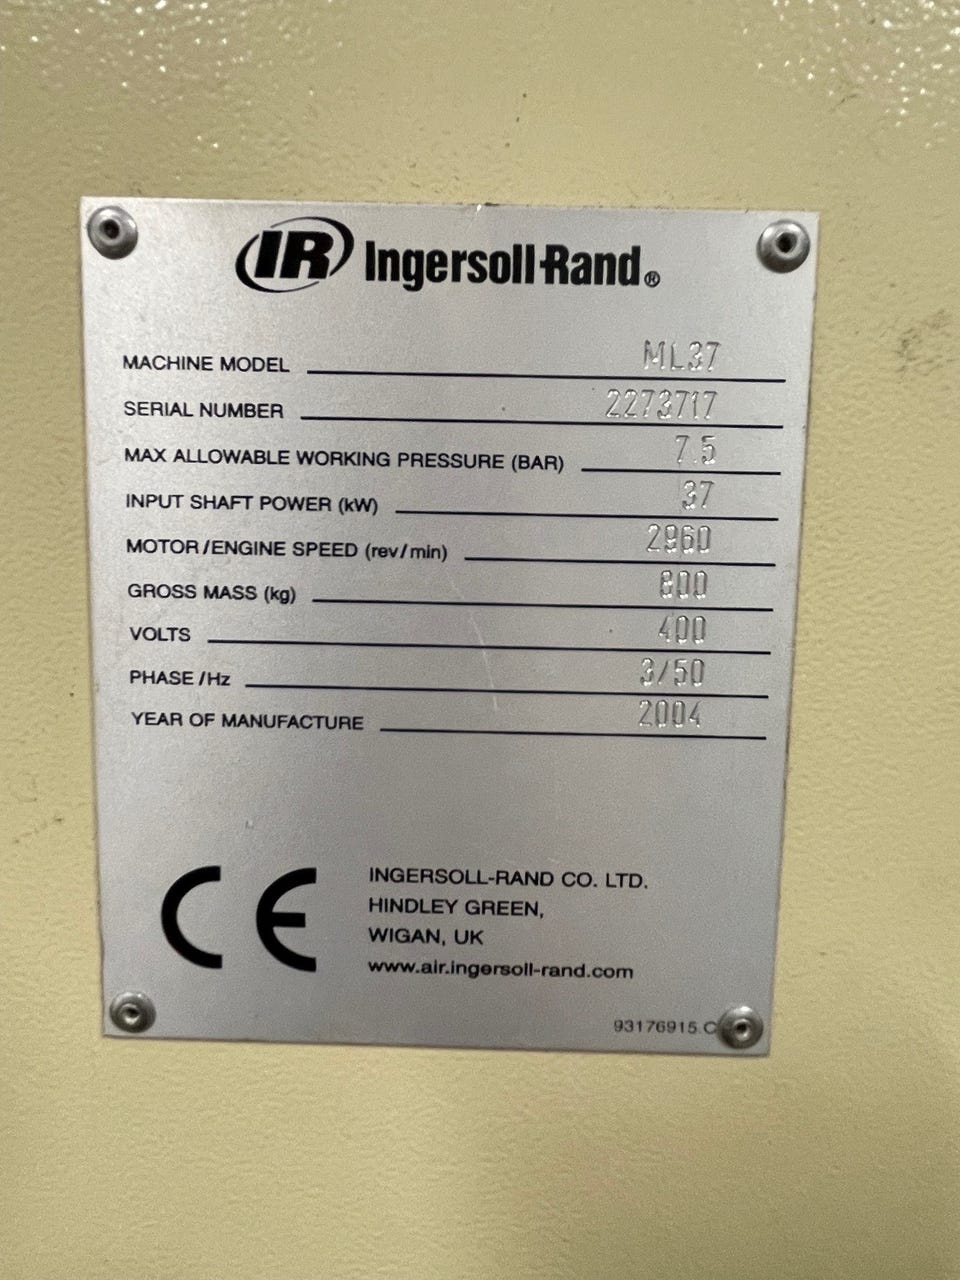 IR Ingersoll-Rand®
MACHINE MODEL ML37
SERIAL NUMBER 2273717
MAX ALLOWABLE WORKING PRESSURE (BAR) 7.5
INPUT SHAFT POWER (kW) 37
MOTOR/ENGINE SPEED (rev/min) 2960
GROSS MASS (kg) 800
VOLTS 400
PHASE/Hz 3/50
YEAR OF MANUFACTURE 2004
CE
INGERSOLL-RAND CO. LTD.
HINDLEY GREEN,
WIGAN, UK
www.air.ingersoll-rand.com
93176915 C